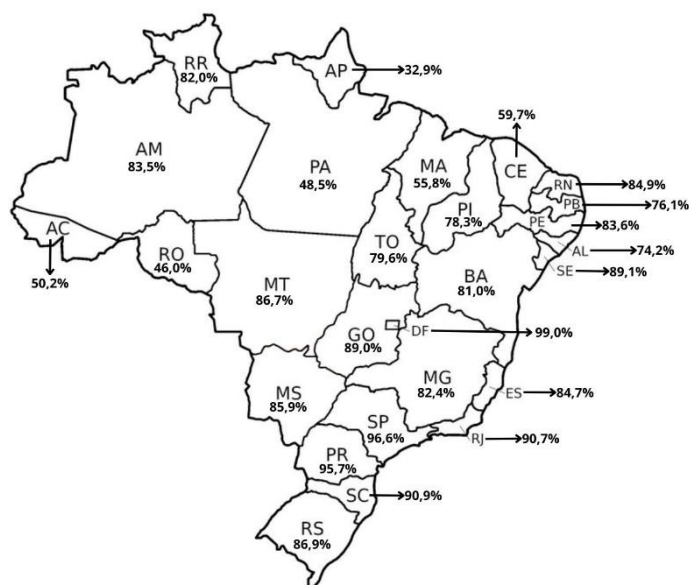 RR
82,0%
AP
32,9%
59,7%
AM
83,5%
PA
48,5%
MA
55,8%
CE
RN
84,9%
PB
76,1%
PI
78,3%
PE
83,6%
AL
74,2%
SE
89,1%
AC
50,2%
RO
46,0%
TO
79,6%
MT
86,7%
BA
81,0%
GO
89,0%
DF
99,0%
MG
82,4%
MS
85,9%
ES
84,7%
SP
96,6%
RJ
90,7%
PR
95,7%
SC
90,9%
RS
86,9%